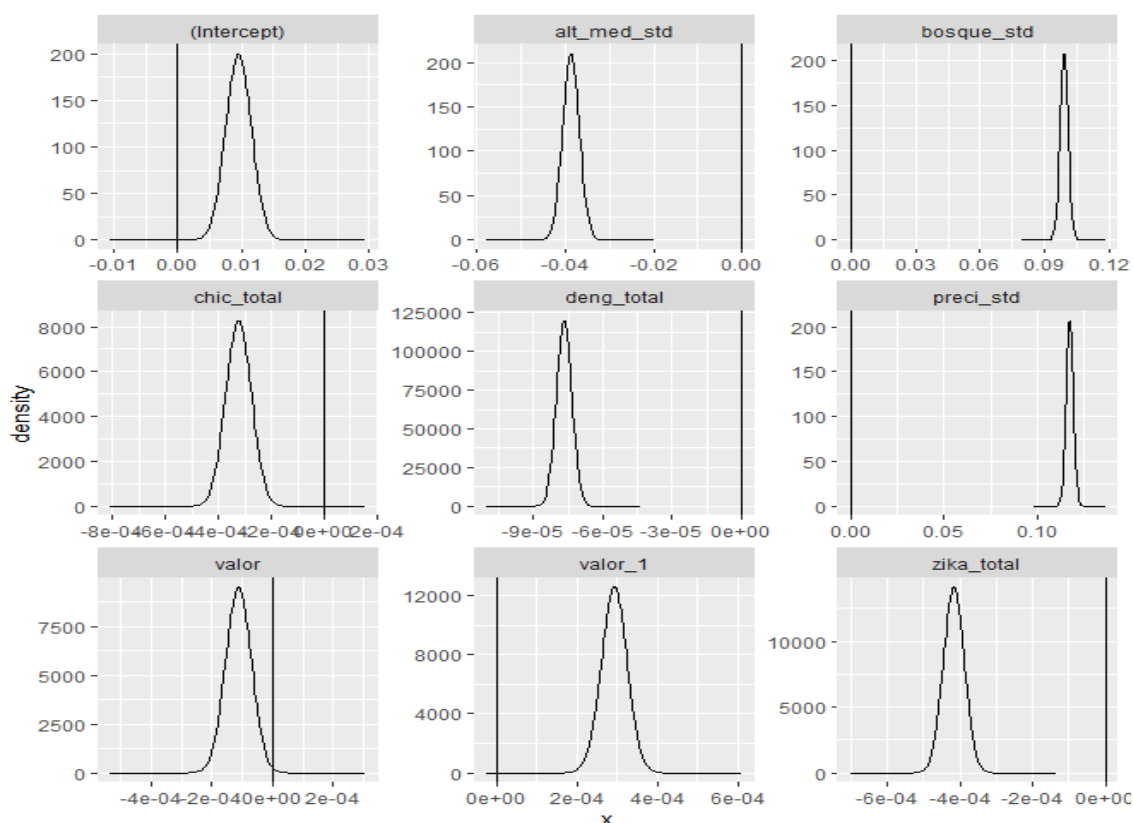 (Intercept) alt_med_std bosque_std
200 200 200
150 150 150
100 100 100
50 50 50
0 0 0
-0.01 0.00 0.01 0.02 0.03 -0.06 -0.04 -0.02 0.00 0.00 0.03 0.06 0.09 0.12
chic_total deng_total preci_std
8000 125000 200
6000 100000 150
4000 75000 100
2000 50000 50
0 25000 0
0
-8e-04 -6e-04 -4e-04 -2e-04 0e+00 2e-04 -9e-05 -6e-05 -3e-05 0e+00 0.00 0.05 0.10
valor valor_1 zika_total
7500 12000 10000
5000 8000 5000
2500 4000 0
0 0
-4e-04 -2e-04 0e+00 2e-04 0e+00 2e-04 4e-04 6e-04 -6e-04 -4e-04 -2e-04 0e+00
density
x